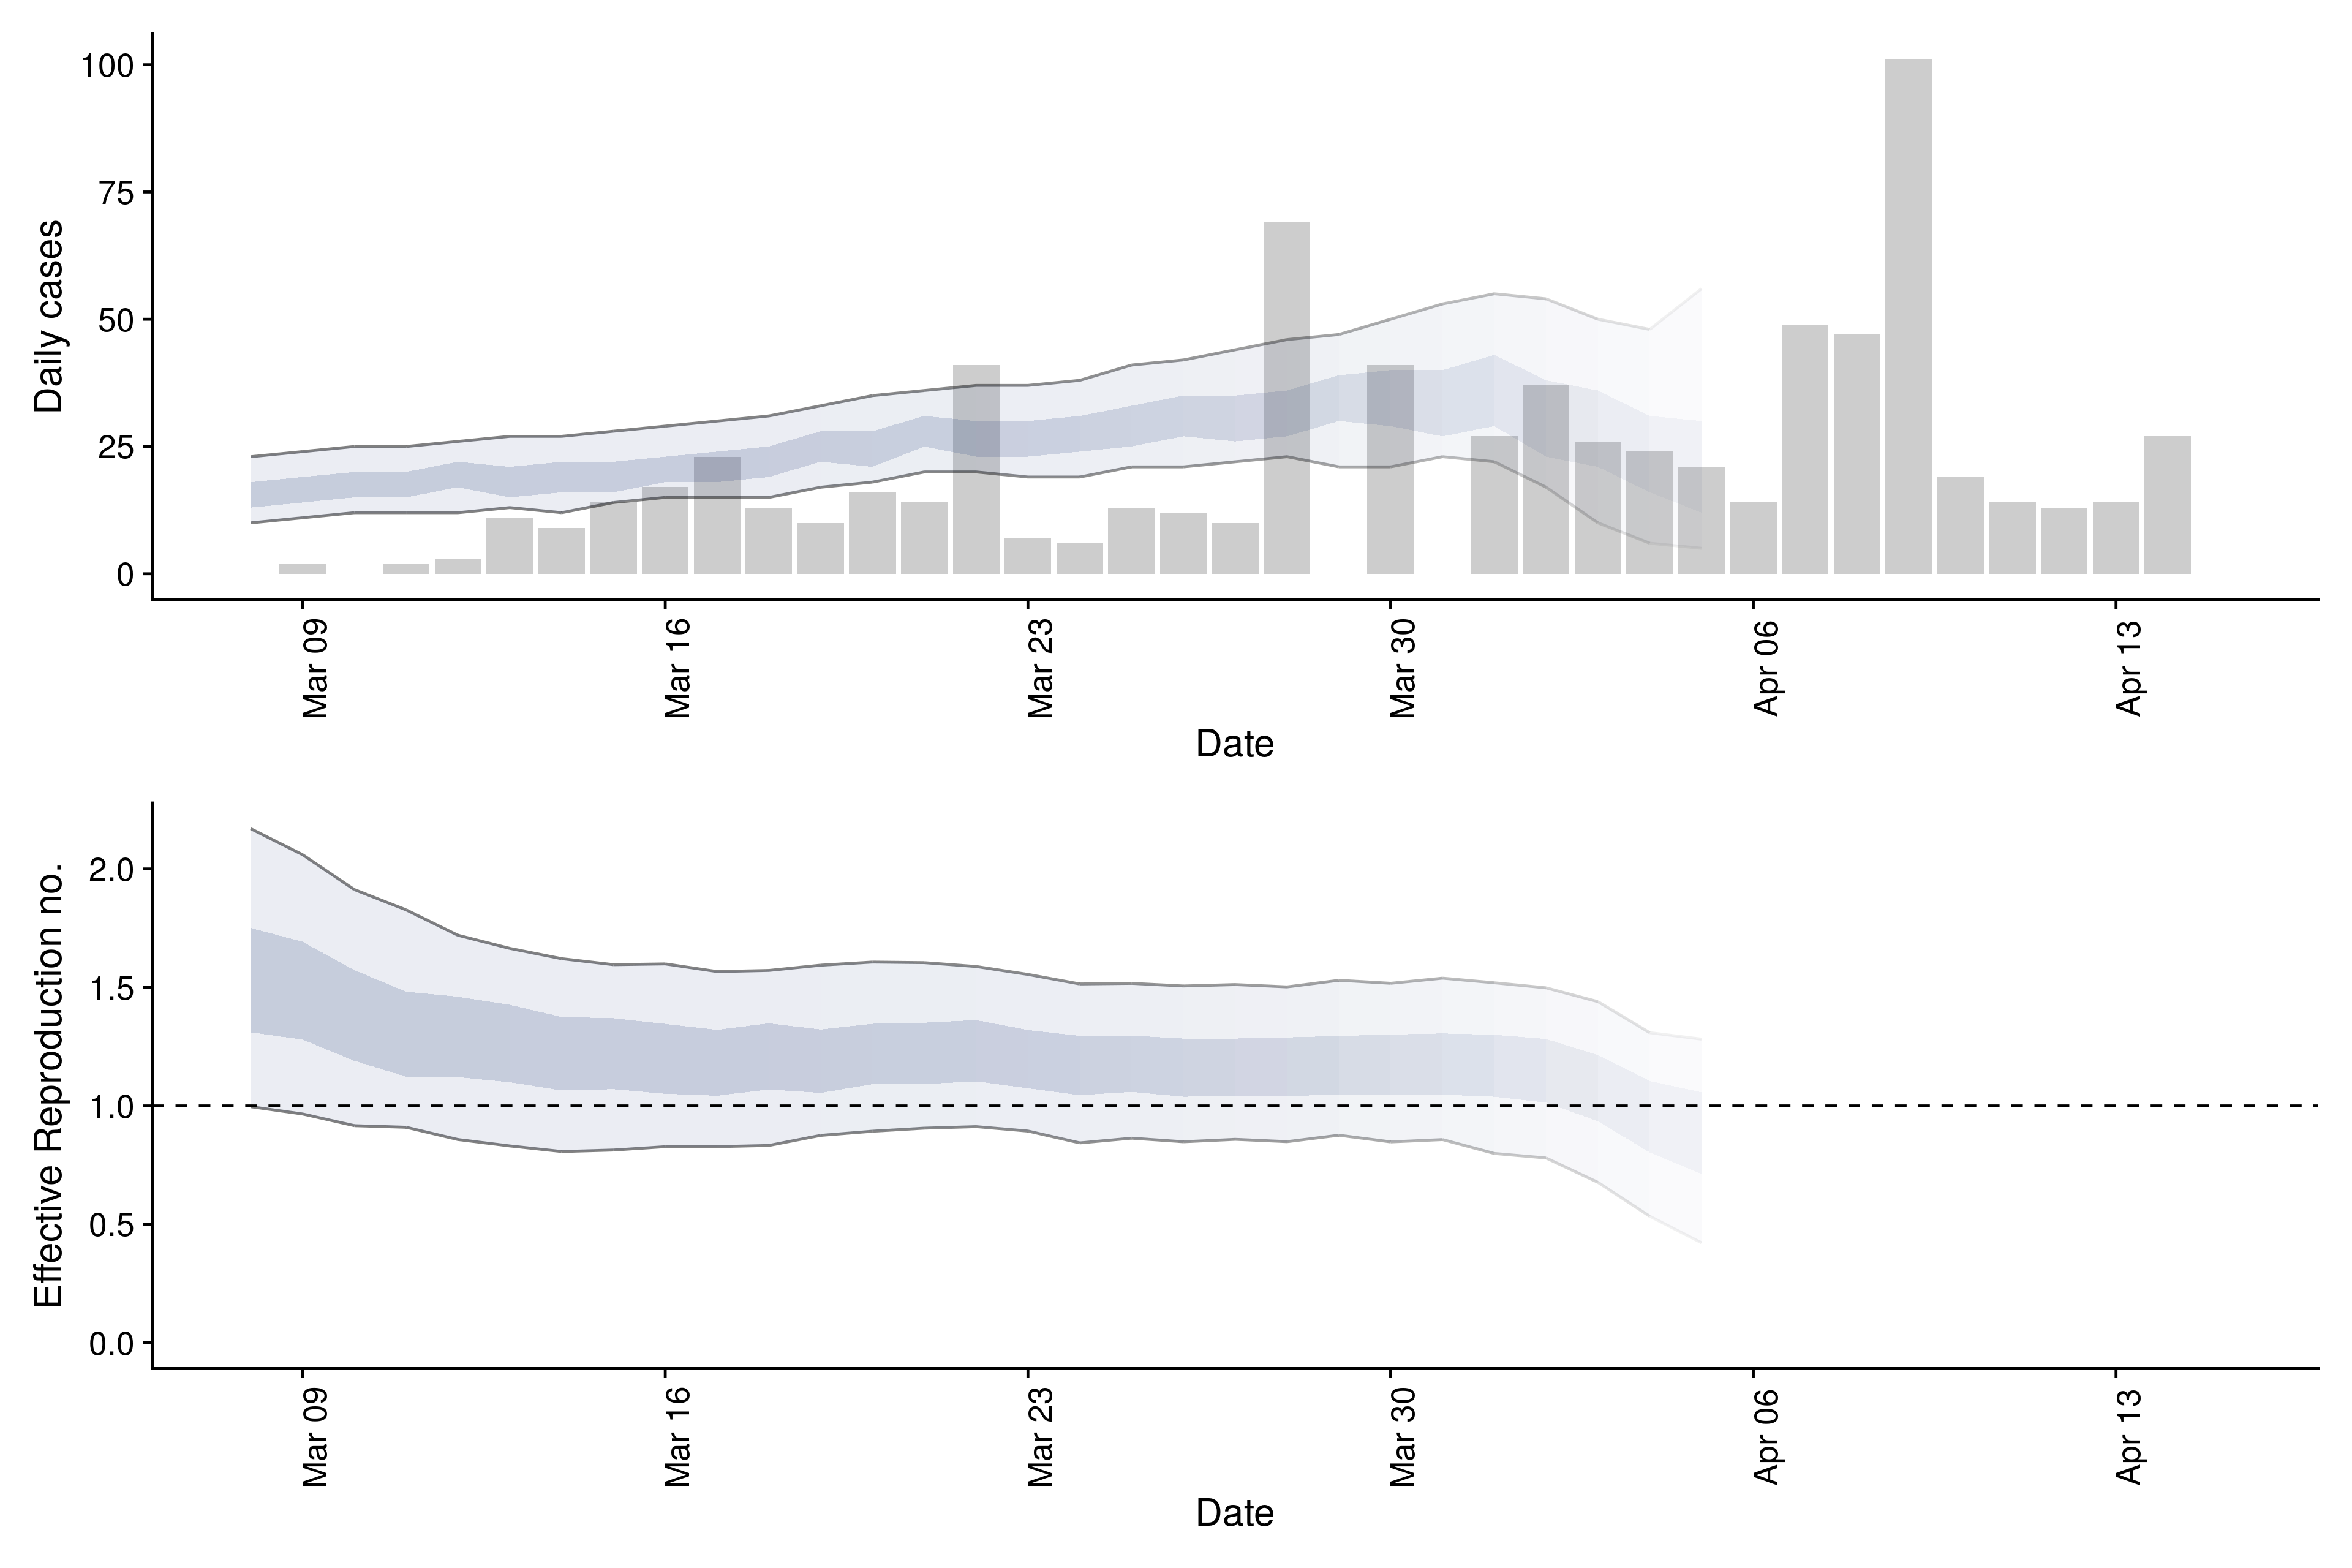 Daily cases
100
75
50
25
0
Mar 09
Mar 16
Mar 23
Mar 30
Apr 06
Apr 13
Date
Effective Reproduction no.
2.0
1.5
1.0
0.5
0.0
Mar 09
Mar 16
Mar 23
Mar 30
Apr 06
Apr 13
Date